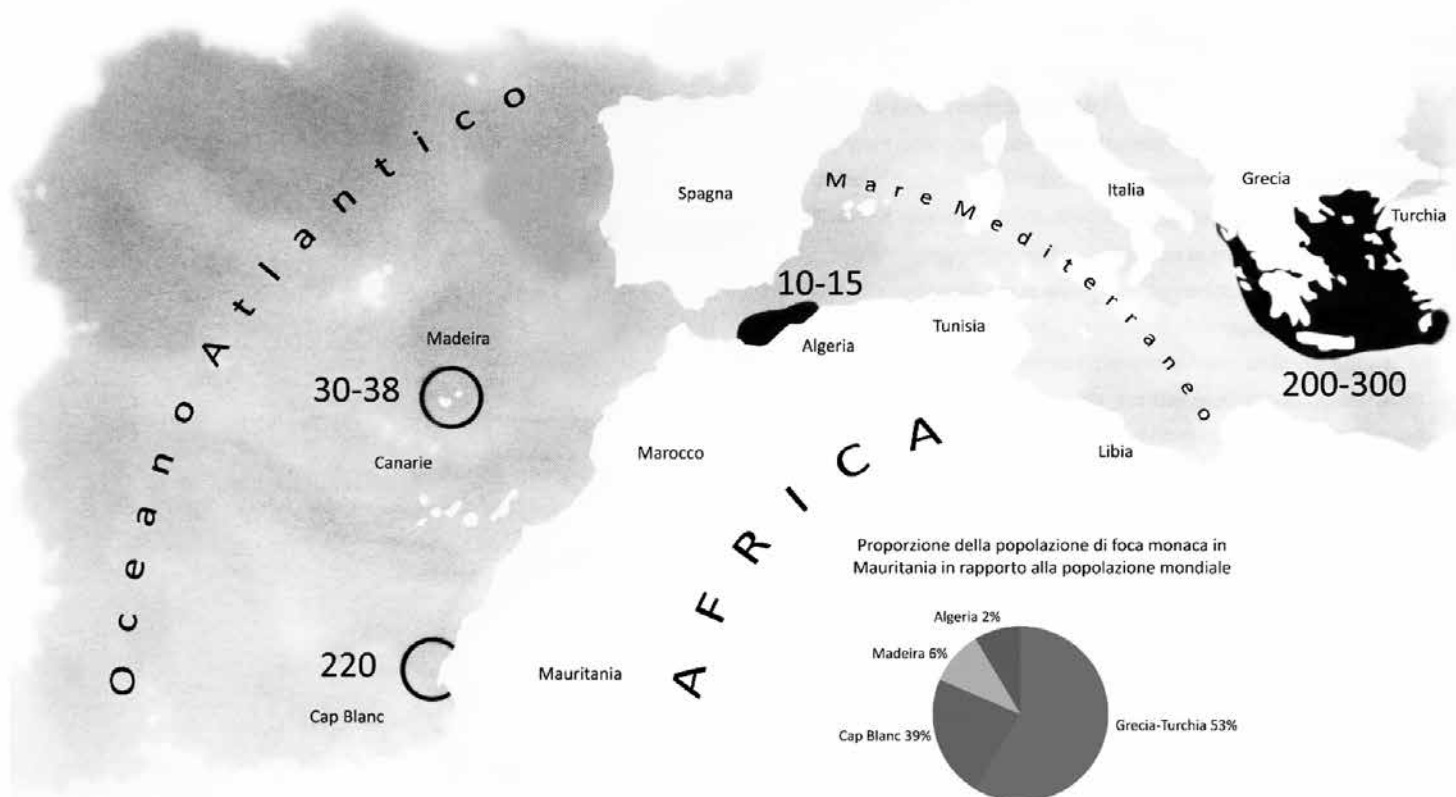 Oceano Atlantico
Spagna
Mare Mediterraneo
Italia
Grecia
Turchia
10-15
Algeria
Tunisia
Madeira
30-38
200-300
Canarie
Marocco
Libia
AFRICA
220
Cap Blanc
Mauritania
Proporzione della popolazione di foca monaca in
Mauritania in rapporto alla popolazione mondiale
Algeria 2%
Madeira 6%
Cap Blanc 39%
Grecia-Turchia 53%